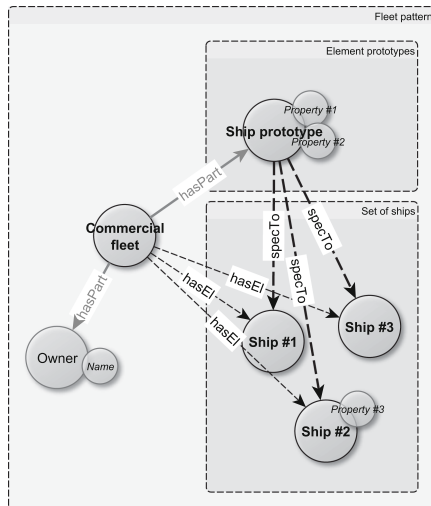 Fleet pattern
Element prototypes
Property #1
Ship prototype
Property #2
hasPart
Set of ships
specTo
specTo
specTo
Commercial
fleet
hasEl
hasEl
hasEl
hasPart
Ship #3
Ship #1
Owner
Name
Property #3
Ship #2